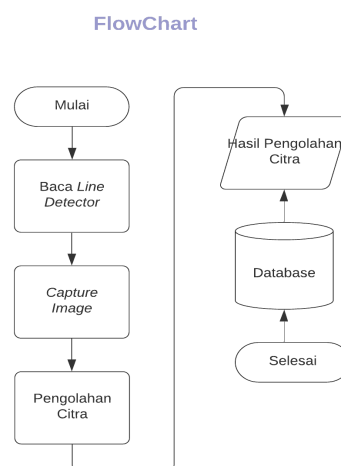 FlowChart
Mulai
Baca Line
Detector
Capture
Image
Pengolahan
Citra
Hasil Pengolahan
Citra
Database
Selesai